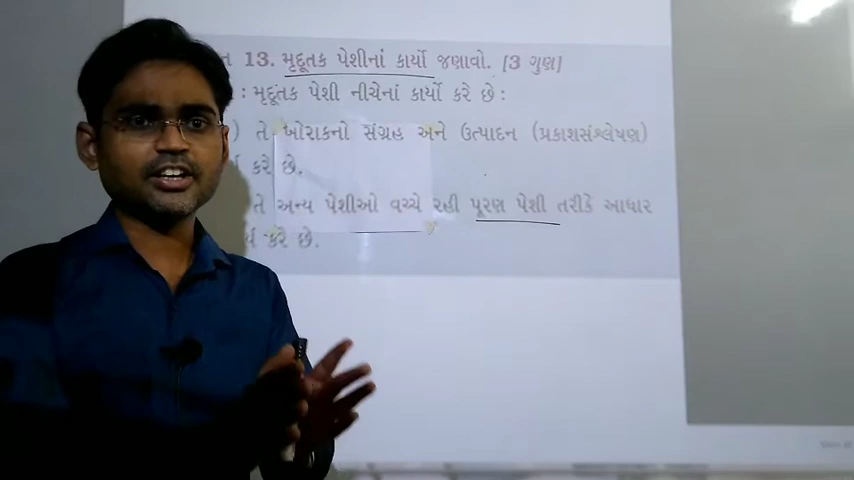 13. મૃદૂતક પેશીનાં કાર્યો જણાવો. [3 ગુણ]
: મૃદૂતક પેશી નીચેનાં કાર્યો કરે છે :
) તે ખોરાકનો સંગ્રહ અને ઉત્પાદન (પ્રકાશસંશ્લેષણ)
કરે છે.
તે અન્ય પેશીઓ વચ્ચે રહી પૂરણ પેશી તરીકે આધાર
કરે છે.